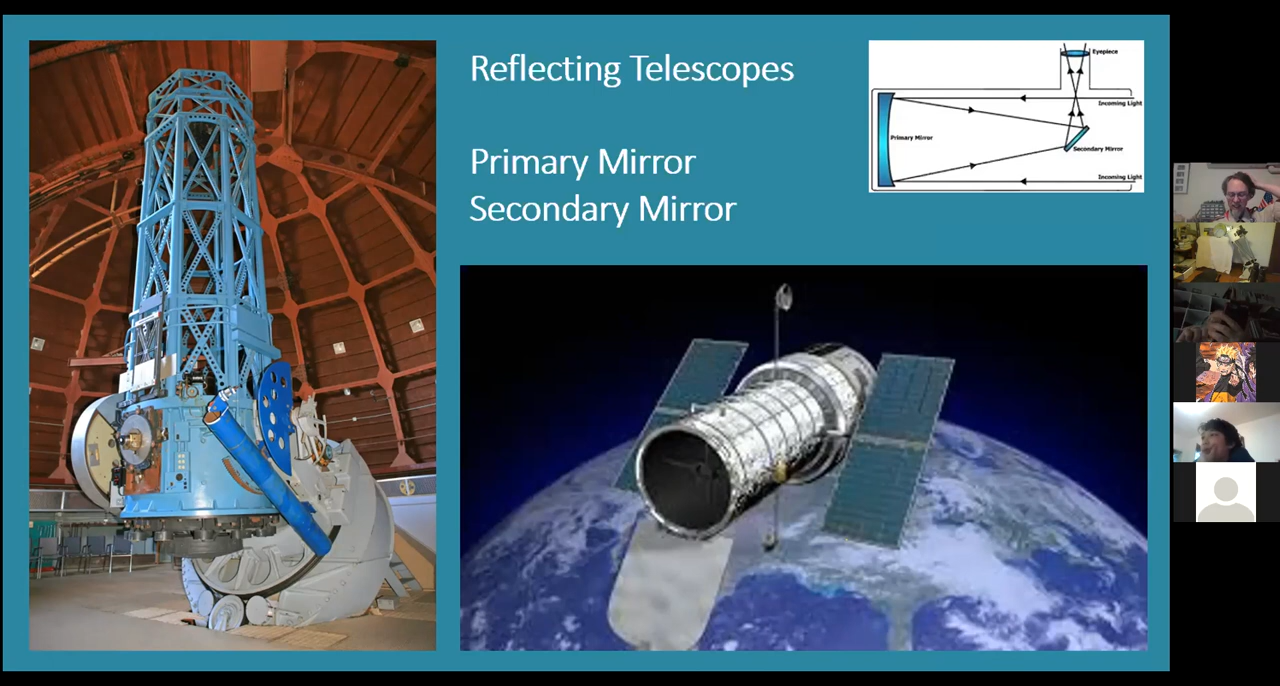 Reflecting Telescopes
Primary Mirror
Secondary Mirror
Eyepiece
Incoming Light
Primary Mirror
Secondary Mirror
Incoming Light